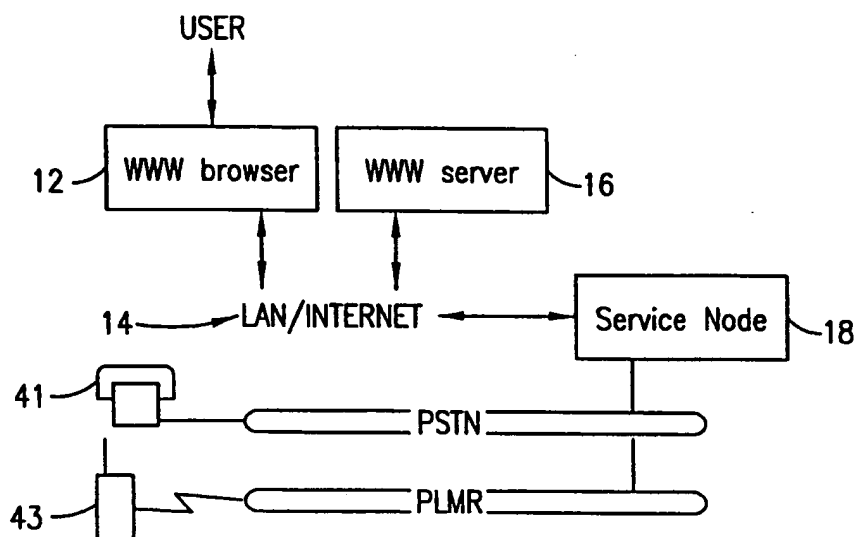 USER
WWW browser
12
WWW server
16
14
LAN/INTERNET
Service Node
18
41
PSTN
43
PLMR